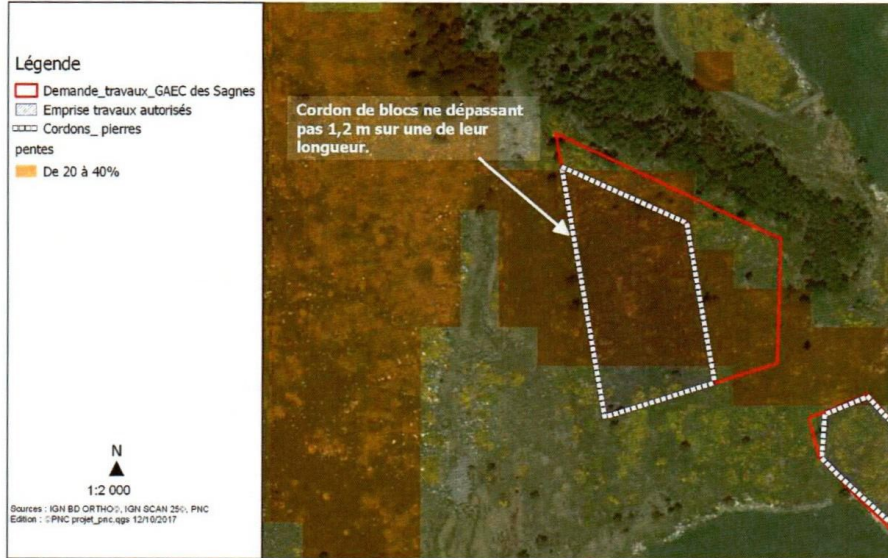 Légende
Demande_travaux_GAEC des Sagnes
Emprise travaux autorisés
Cordons_ pierres
pentes
De 20 à 40%
Cordon de blocs ne dépassant
pas 1,2 m sur une de leur
longueur.
N
1:2 000
Sources : IGN BD ORTHO©, IGN SCAN 25©, PNC
Edition : ©PNC projet_pnc.qgs 12/10/2017